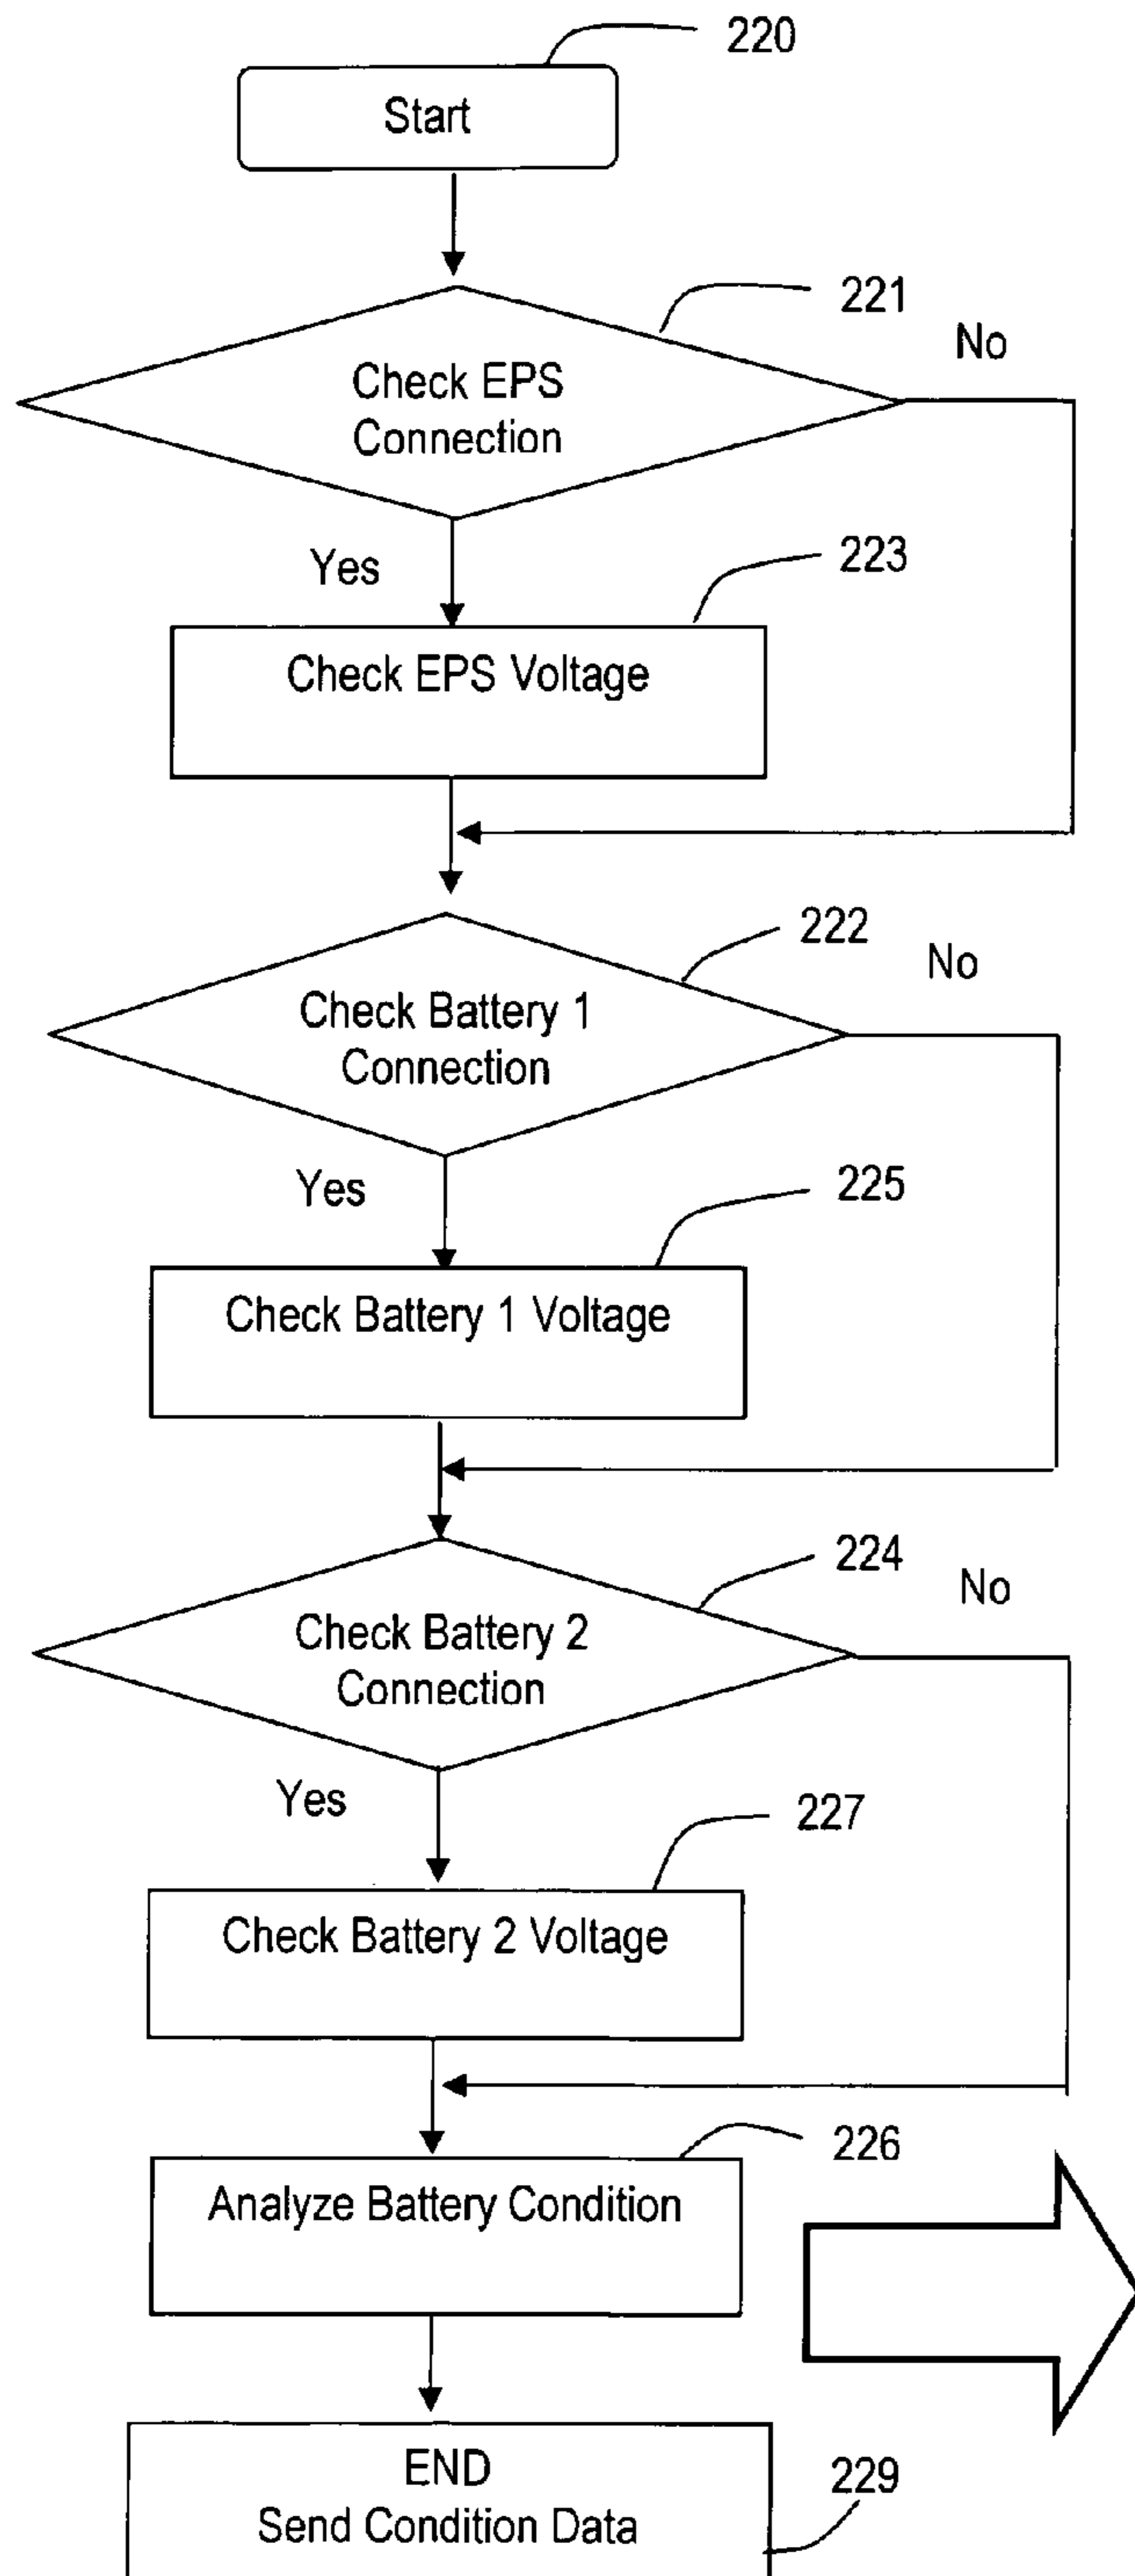 220
Start
221
No
Check EPS
Connection
Yes
223
Check EPS Voltage
222
No
Check Battery 1
Connection
Yes
225
Check Battery 1 Voltage
224
No
Check Battery 2
Connection
Yes
227
Check Battery 2 Voltage
226
Analyze Battery Condition
END
229
Send Condition Data